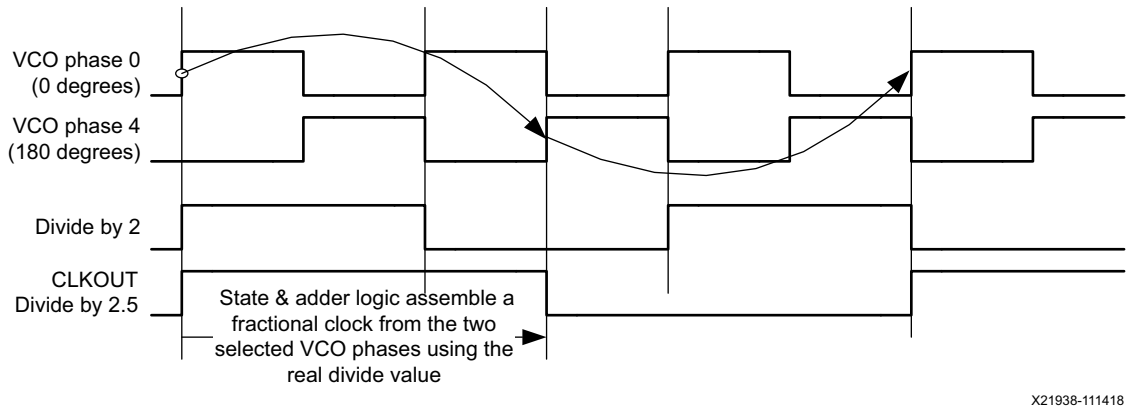 VCO phase 0
(0 degrees)
VCO phase 4
(180 degrees)
Divide by 2
CLKOUT
Divide by 2.5
State & adder logic assemble a
fractional clock from the two
selected VCO phases using the
real divide value
X21938-111418